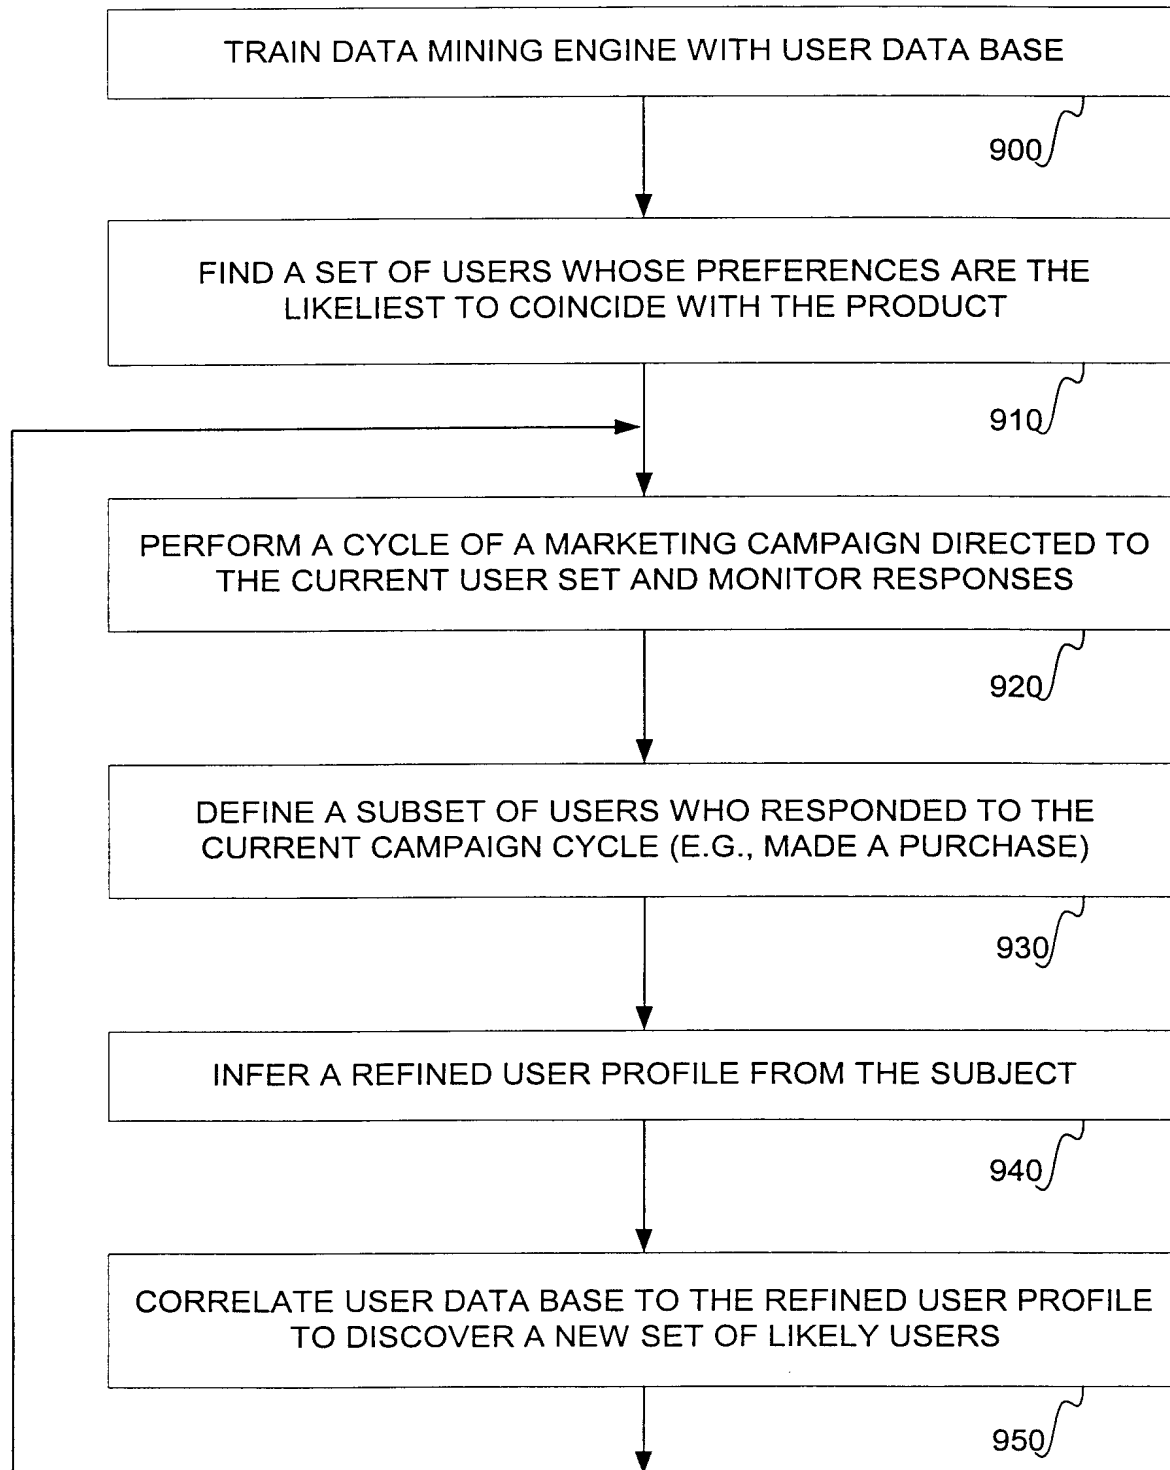 TRAIN DATA MINING ENGINE WITH USER DATA BASE
900
FIND A SET OF USERS WHOSE PREFERENCES ARE THE
LIKELIEST TO COINCIDE WITH THE PRODUCT
910
PERFORM A CYCLE OF A MARKETING CAMPAIGN DIRECTED TO
THE CURRENT USER SET AND MONITOR RESPONSES
920
DEFINE A SUBSET OF USERS WHO RESPONDED TO THE
CURRENT CAMPAIGN CYCLE (E.G., MADE A PURCHASE)
930
INFER A REFINED USER PROFILE FROM THE SUBJECT
940
CORRELATE USER DATA BASE TO THE REFINED USER PROFILE
TO DISCOVER A NEW SET OF LIKELY USERS
950